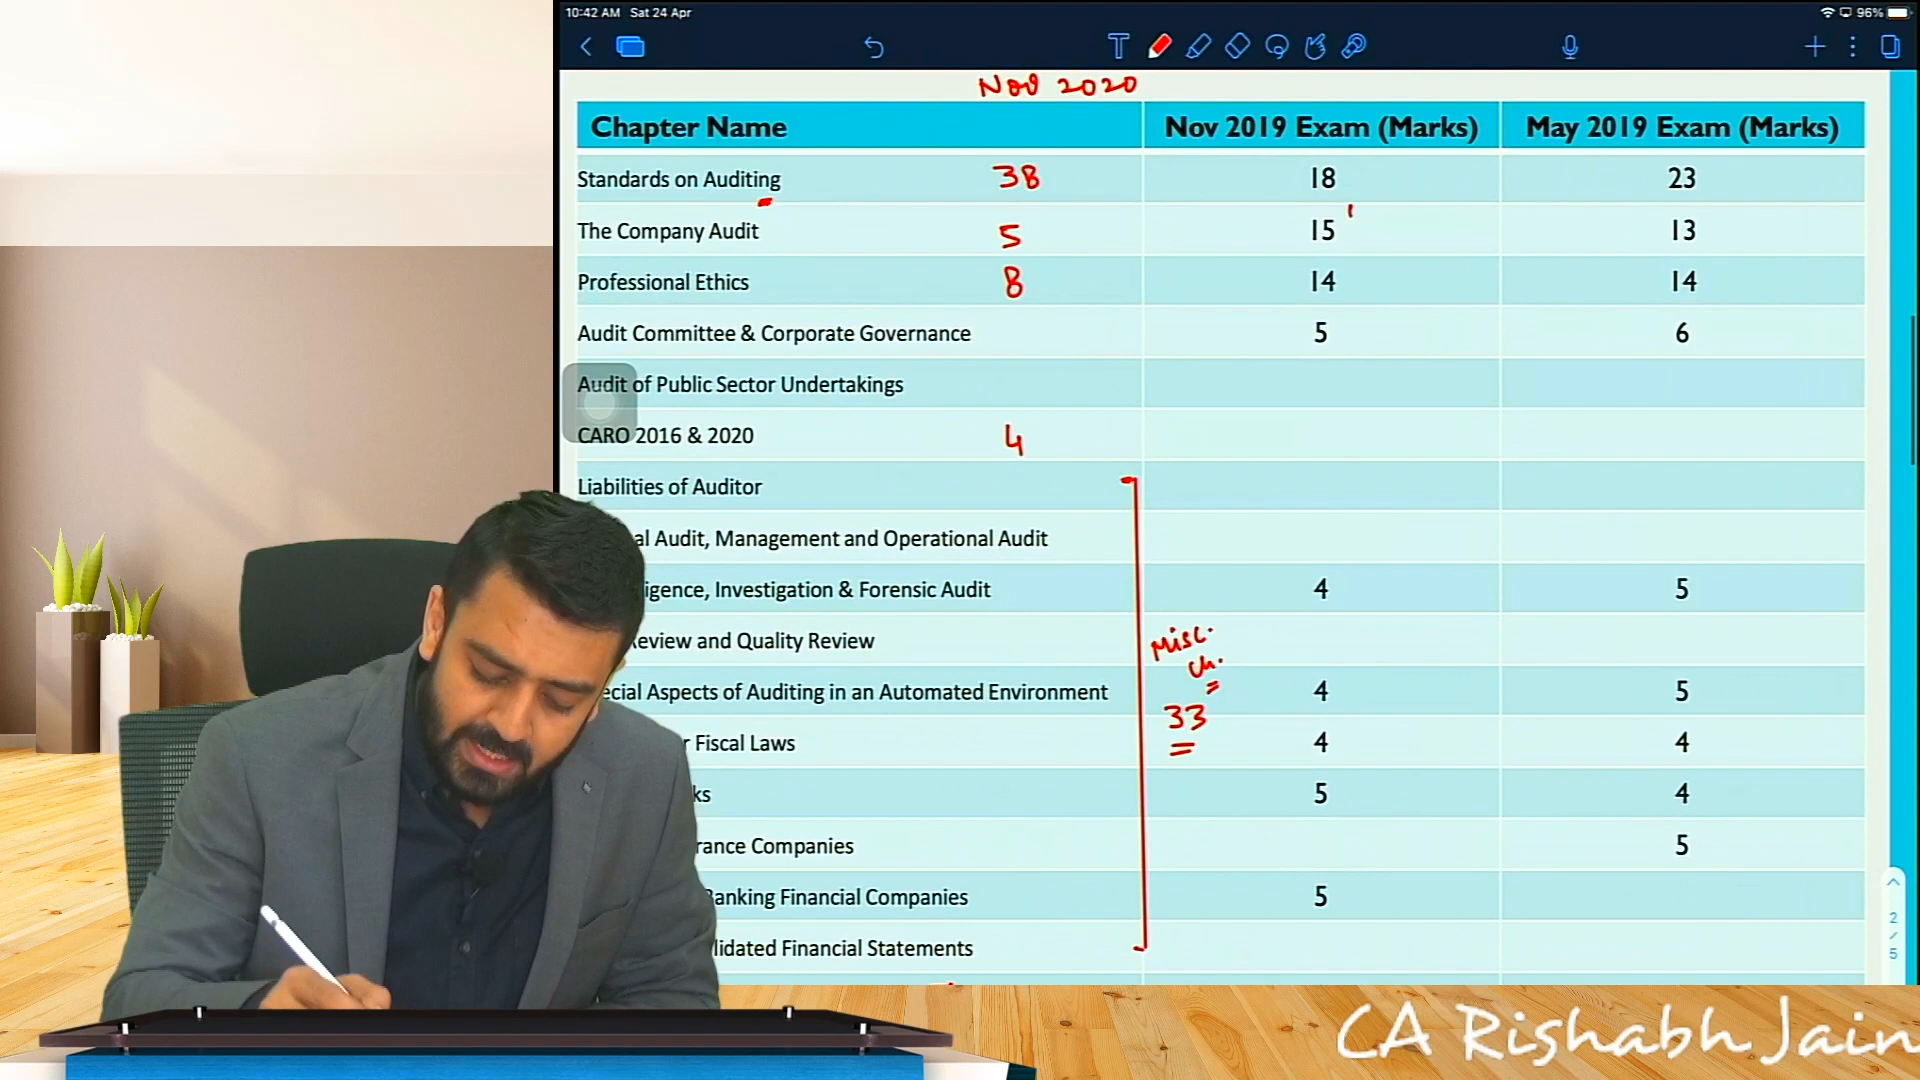 10:42 AM Sat 24 Apr 96%
Nov 2020
Chapter Name Nov 2019 Exam (Marks) May 2019 Exam (Marks)
Standards on Auditing 38 18 23
The Company Audit 5 15 13
Professional Ethics 8 14 14
Audit Committee & Corporate Governance 5 6
Audit of Public Sector Undertakings
CARO 2016 & 2020 4
Liabilities of Auditor
al Audit, Management and Operational Audit
igence, Investigation & Forensic Audit 4 5
eview and Quality Review
Misc.
Ch.
ecial Aspects of Auditing in an Automated Environment 4 5
33
r Fiscal Laws 4 4
ks 5 4
rance Companies 5
anking Financial Companies 5
lidated Financial Statements
2
/
5
CA Rishabh Jain